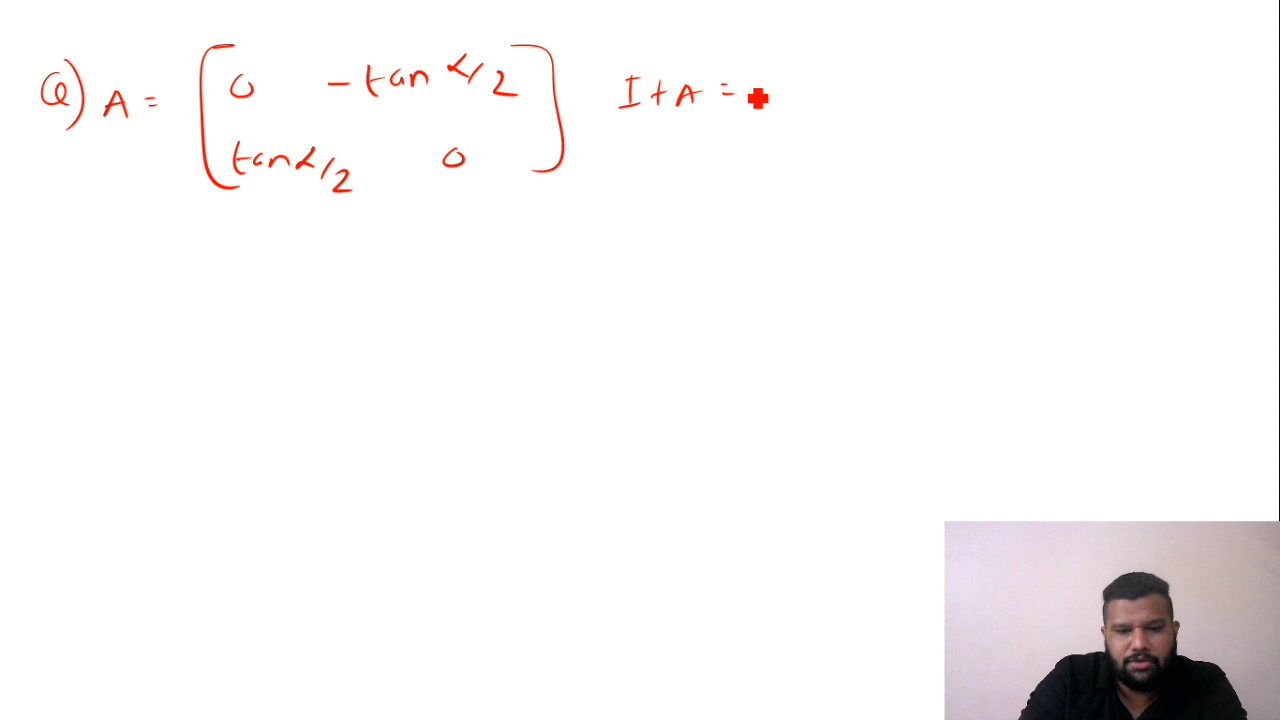 Q) A = [ 0 - tan α/2 I + A =
tan α/2 0 ]